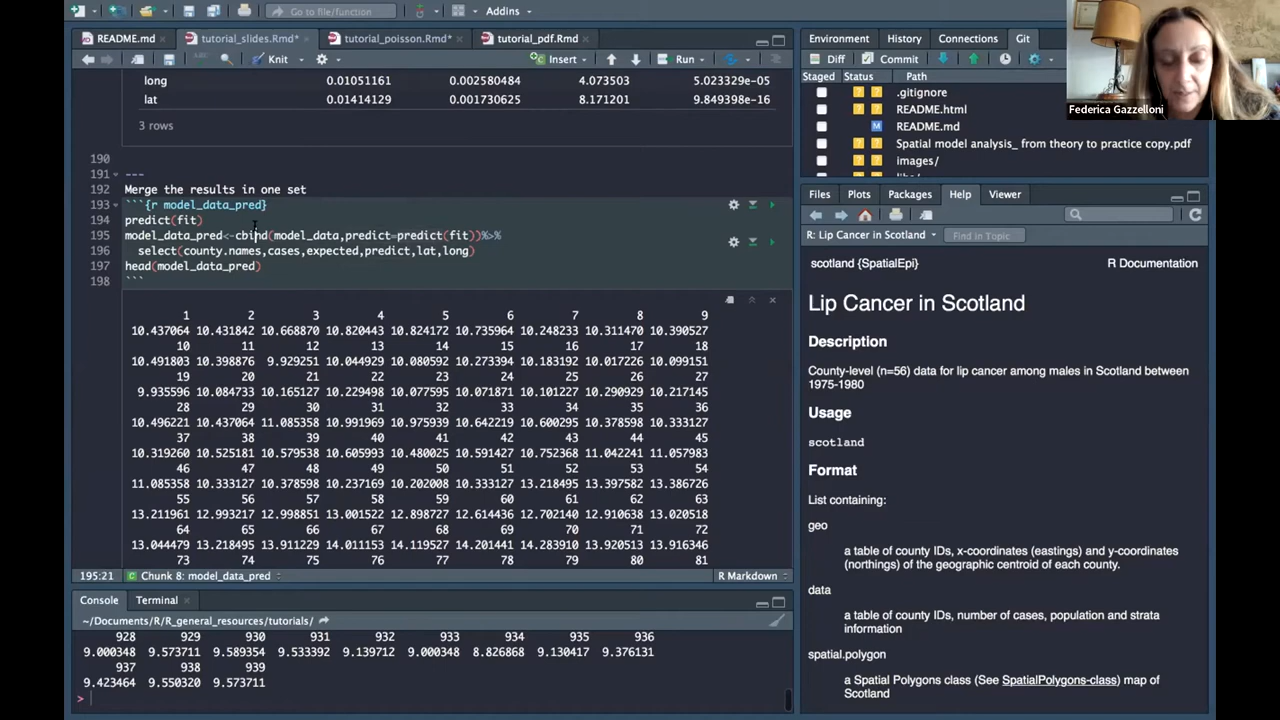 Go to file/function
Addins
README.md
tutorial_slides.Rmd*
tutorial_poisson.Rmd*
tutorial_pdf.Rmd
Knit
Insert
Run
long 0.01051161 0.002580484 4.073503 5.023329e-05
lat 0.01414129 0.001730625 8.171201 9.849398e-16
3 rows
190
191 ---
192 Merge the results in one set
193 ```{r model_data_pred}
194 predict(fit)
195 model_data_pred<-cbind(model_data,predict=predict(fit))%>%
196 select(county.names,cases,expected,predict,lat,long)
197 head(model_data_pred)
198 ```
1 2 3 4 5 6 7 8 9
10.437064 10.431842 10.668870 10.820443 10.824172 10.735964 10.248233 10.311470 10.390527
10 11 12 13 14 15 16 17 18
10.491803 10.398876 9.929251 10.044929 10.080592 10.273394 10.183192 10.017226 10.099151
19 20 21 22 23 24 25 26 27
9.935596 10.084733 10.165127 10.229498 10.077575 10.071871 10.101227 10.290929 10.217145
28 29 30 31 32 33 34 35 36
10.496221 10.437064 11.085358 10.991969 10.975939 10.642219 10.600295 10.378598 10.333127
37 38 39 40 41 42 43 44 45
10.319260 10.525181 10.579538 10.605993 10.480025 10.591427 10.752368 11.042241 11.057983
46 47 48 49 50 51 52 53 54
11.085358 10.333127 10.378598 10.237169 10.202008 10.333127 13.218495 13.397582 13.386726
55 56 57 58 59 60 61 62 63
13.211961 12.993217 12.998851 13.001522 12.898727 12.614436 12.702140 12.910638 13.020518
64 65 66 67 68 69 70 71 72
13.044479 13.218495 13.911229 14.011153 14.119527 14.201441 14.283910 13.920513 13.916346
73 74 75 76 77 78 79 80 81
195:21 Chunk 8: model_data_pred R Markdown
Console Terminal
~/Documents/R/R_general_resources/tutorials/
928 929 930 931 932 933 934 935 936
9.000348 9.573711 9.589354 9.533392 9.139712 9.000348 8.826868 9.130417 9.376131
937 938 939
9.423464 9.550320 9.573711
>
Environment History Connections Git
Diff Commit
Staged Status Path
.gitignore
README.html
M README.md
Spatial model analysis_ from theory to practice copy.pdf
images/
Files Plots Packages Help Viewer
R: Lip Cancer in Scotland
Find in Topic
scotland {SpatialEpi} R Documentation
Lip Cancer in Scotland
Description
County-level (n=56) data for lip cancer among males in Scotland between
1975-1980
Usage
scotland
Format
List containing:
geo
a table of county IDs, x-coordinates (eastings) and y-coordinates
(northings) of the geographic centroid of each county.
data
a table of county IDs, number of cases, population and strata
information
spatial.polygon
a Spatial Polygons class (See SpatialPolygons-class) map of
Scotland
Federica Gazzelloni